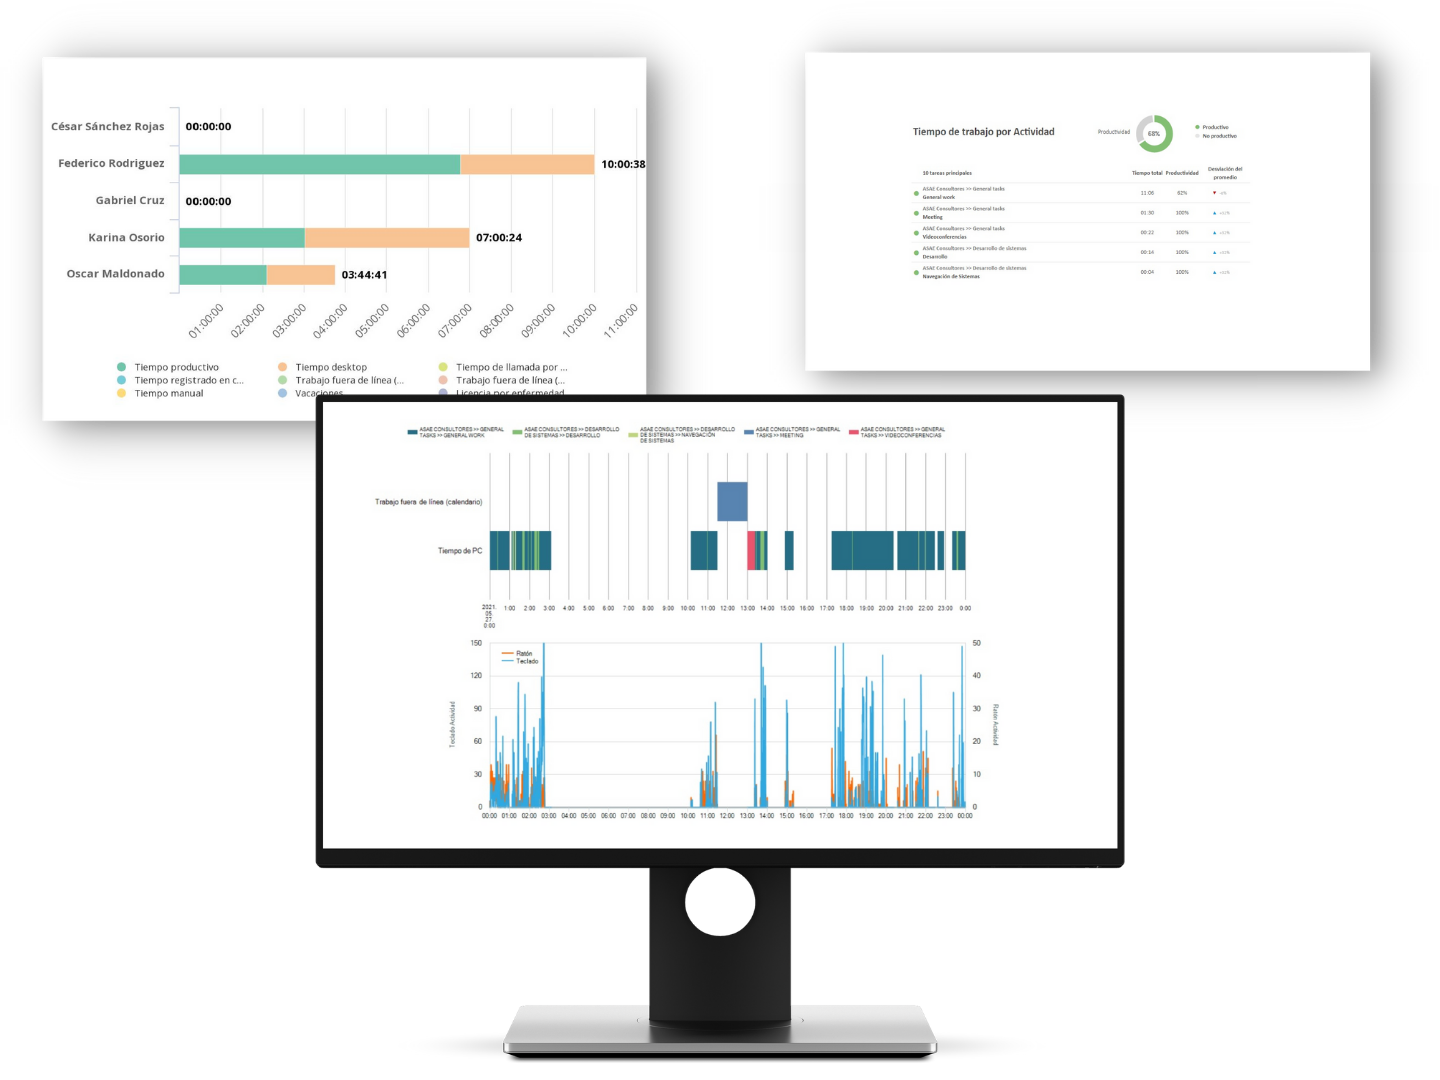 César Sánchez Rojas 00:00:00
Federico Rodriguez 10:00:38
Gabriel Cruz 00:00:00
Karina Osorio 07:00:24
Oscar Maldonado 03:44:41
01:00:00 02:00:00 03:00:00 04:00:00 05:00:00 06:00:00 07:00:00 08:00:00 09:00:00 10:00:00 11:00:00
Tiempo productivo Tiempo desktop Tiempo de llamada por ...
Tiempo registrado en c... Trabajo fuera de línea (... Trabajo fuera de línea (...
Tiempo manual Vacaciones Licencia por enfermedad
Tiempo de trabajo por Actividad
Productividad
68%
Productivo
No productivo
10 tareas principales Tiempo total Productividad Desviación del
promedio
ASAE Consultores >> General tasks
General work 11:06 62%
ASAE Consultores >> General tasks
Meeting 01:30 100%
ASAE Consultores >> General tasks
Videoconferencias 00:22 100%
ASAE Consultores >> Desarrollo de sistemas
Desarrollo 00:14 100%
ASAE Consultores >> Desarrollo de sistemas
Navegación de Sistemas 00:04 100%
ASAE CONSULTORES >> GENERAL
TASKS >> GENERAL WORK
ASAE CONSULTORES >> DESARROLLO
DE SISTEMAS >> DESARROLLO
ASAE CONSULTORES >> DESARROLLO
DE SISTEMAS >> NAVEGACIÓN
DE SISTEMAS
ASAE CONSULTORES >> GENERAL
TASKS >> MEETING
ASAE CONSULTORES >> GENERAL
TASKS >> VIDEOCONFERENCIAS
Trabajo fuera de línea (calendario)
Tiempo de PC
2021.
05.
27.
0:00
1:00 2:00 3:00 4:00 5:00 6:00 7:00 8:00 9:00 10:00 11:00 12:00 13:00 14:00 15:00 16:00 17:00 18:00 19:00 20:00 21:00 22:00 23:00 0:00
Ratón
Teclado
150 50
120 40
90 30
60 20
30 10
0 0
Teclado Actividad
Ratón Actividad
00:00 01:00 02:00 03:00 04:00 05:00 06:00 07:00 08:00 09:00 10:00 11:00 12:00 13:00 14:00 15:00 16:00 17:00 18:00 19:00 20:00 21:00 22:00 23:00 00:00